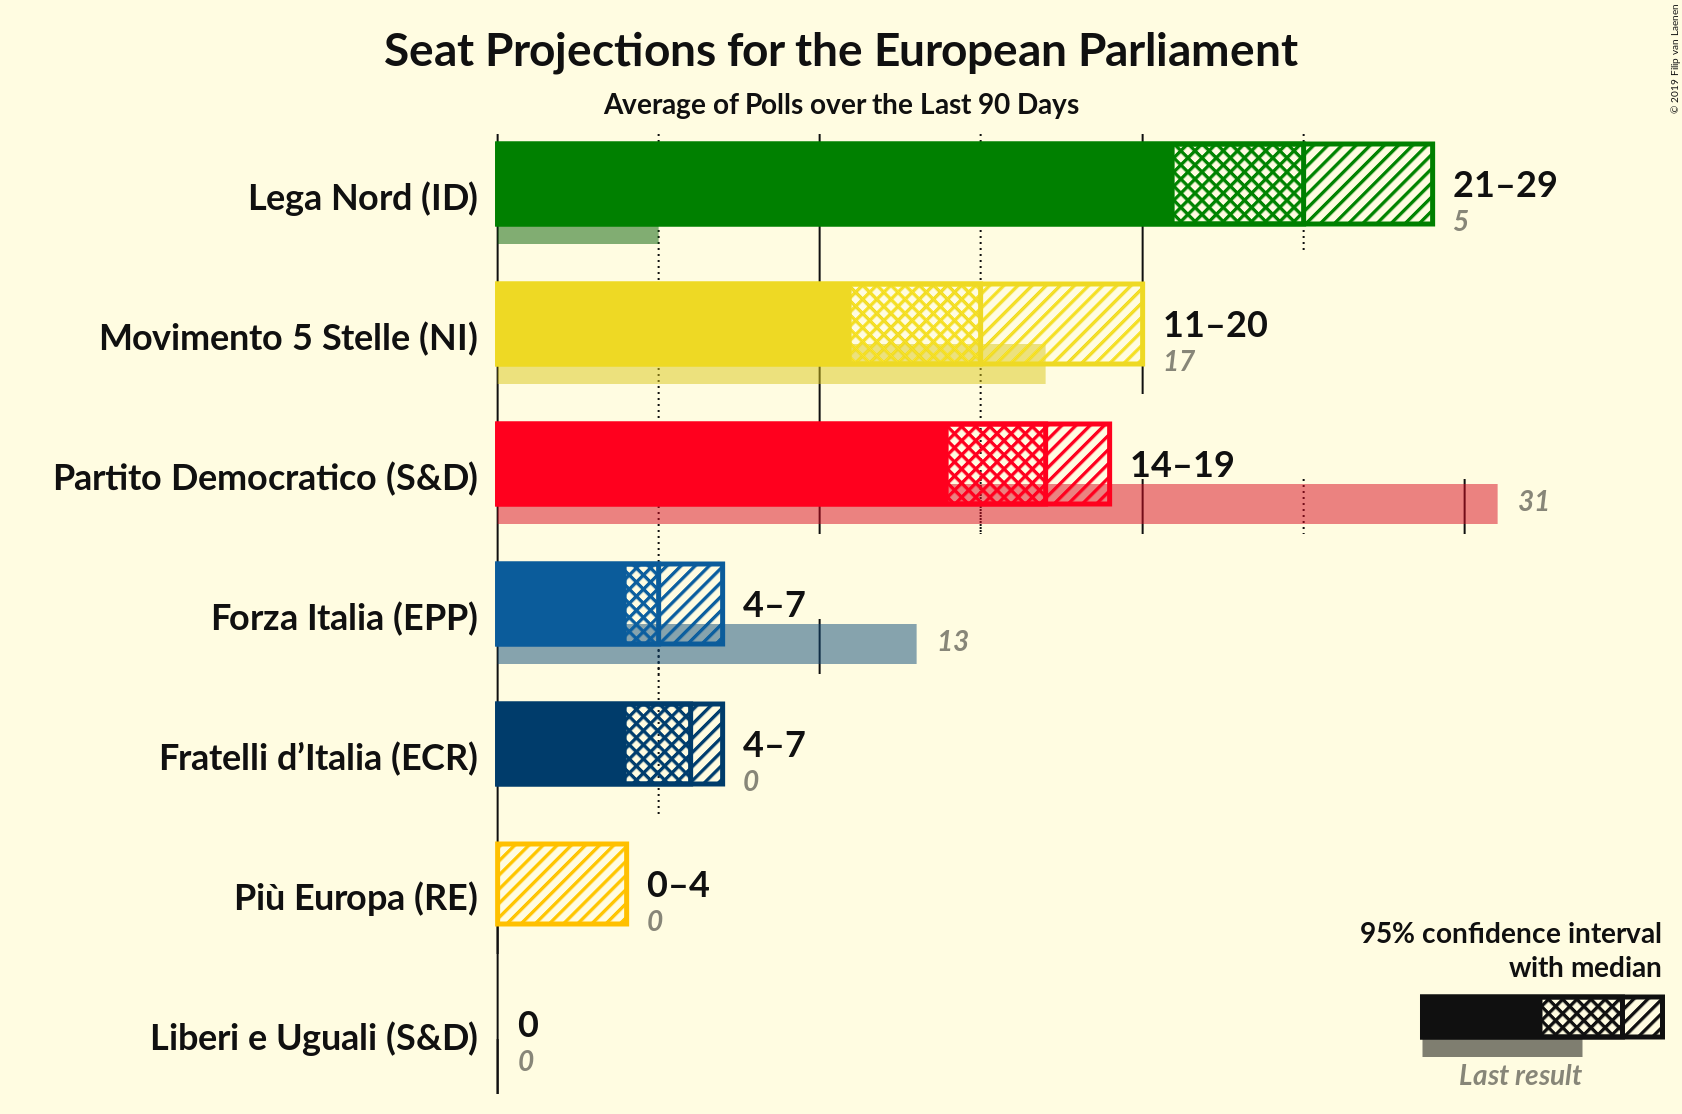 Seat Projections for the European Parliament
Average of Polls over the Last 90 Days
© 2019 Filip van Laenen
Lega Nord (ID)
21–29
5
Movimento 5 Stelle (NI)
11–20
17
Partito Democratico (S&D)
14–19
31
Forza Italia (EPP)
4–7
13
Fratelli d’Italia (ECR)
4–7
0
Più Europa (RE)
0–4
0
Liberi e Uguali (S&D)
0
0
95% confidence interval
with median
Last result